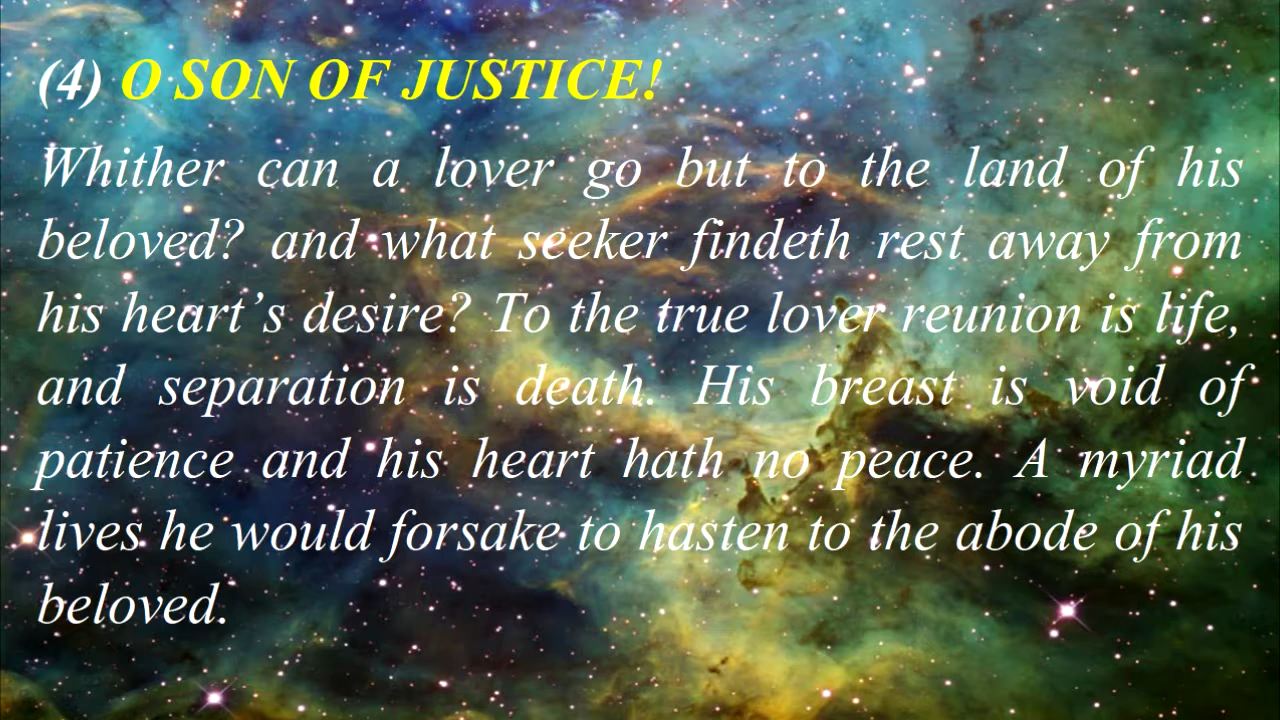 (4) O SON OF JUSTICE!
Whither can a lover go but to the land of his
beloved? and what seeker findeth rest away from
his heart’s desire? To the true lover reunion is life,
and separation is death. His breast is void of
patience and his heart hath no peace. A myriad
lives he would forsake to hasten to the abode of his
beloved.